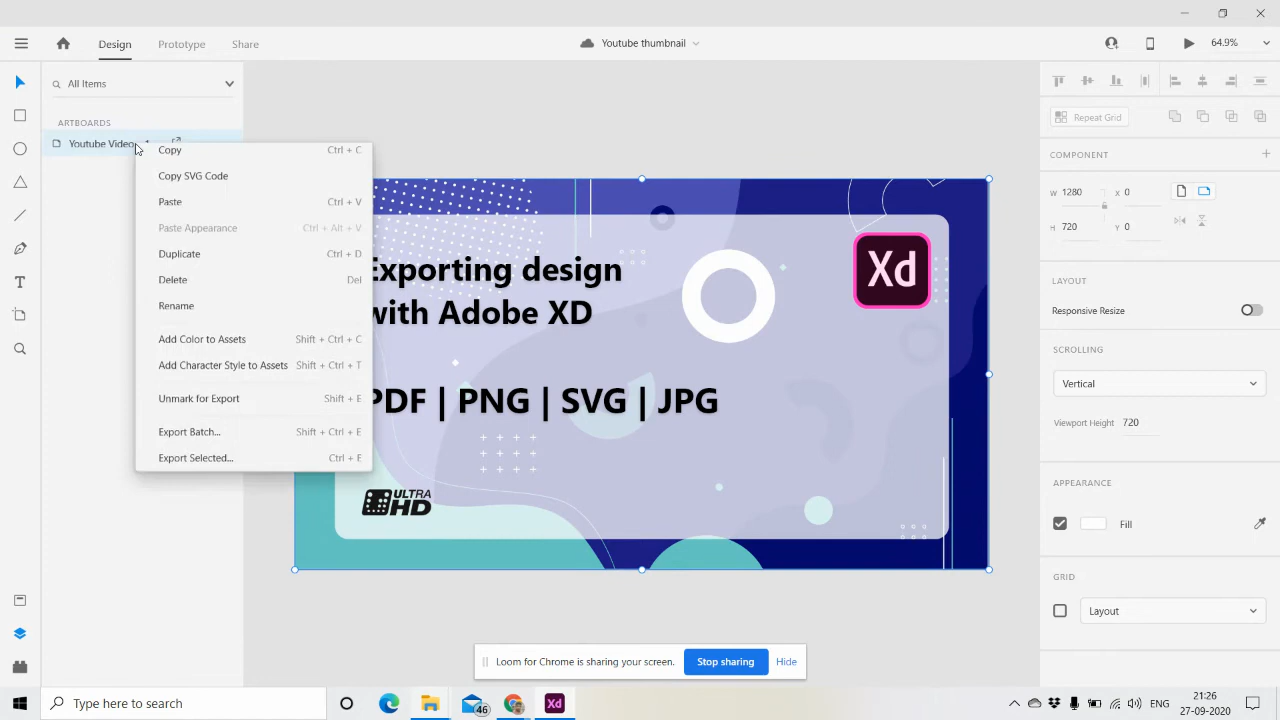 Design
Prototype
Share
Youtube thumbnail
64.9%
All Items
ARTBOARDS
Youtube Video
Copy Ctrl + C
Copy SVG Code
Paste Ctrl + V
Paste Appearance Ctrl + Alt + V
Duplicate Ctrl + D
Delete Del
Rename
Add Color to Assets Shift + Ctrl + C
Add Character Style to Assets Shift + Ctrl + T
Unmark for Export Shift + E
Export Batch... Shift + Ctrl + E
Export Selected... Ctrl + E
Exporting design
with Adobe XD
PDF | PNG | SVG | JPG
Xd
ULTRA
HD
Repeat Grid
COMPONENT
W 1280 X 0
H 720 Y 0
LAYOUT
Responsive Resize
SCROLLING
Vertical
Viewport Height 720
APPEARANCE
Fill
GRID
Layout
Loom for Chrome is sharing your screen. Stop sharing Hide
Type here to search
46
Xd
ENG
21:26
27-09-2020